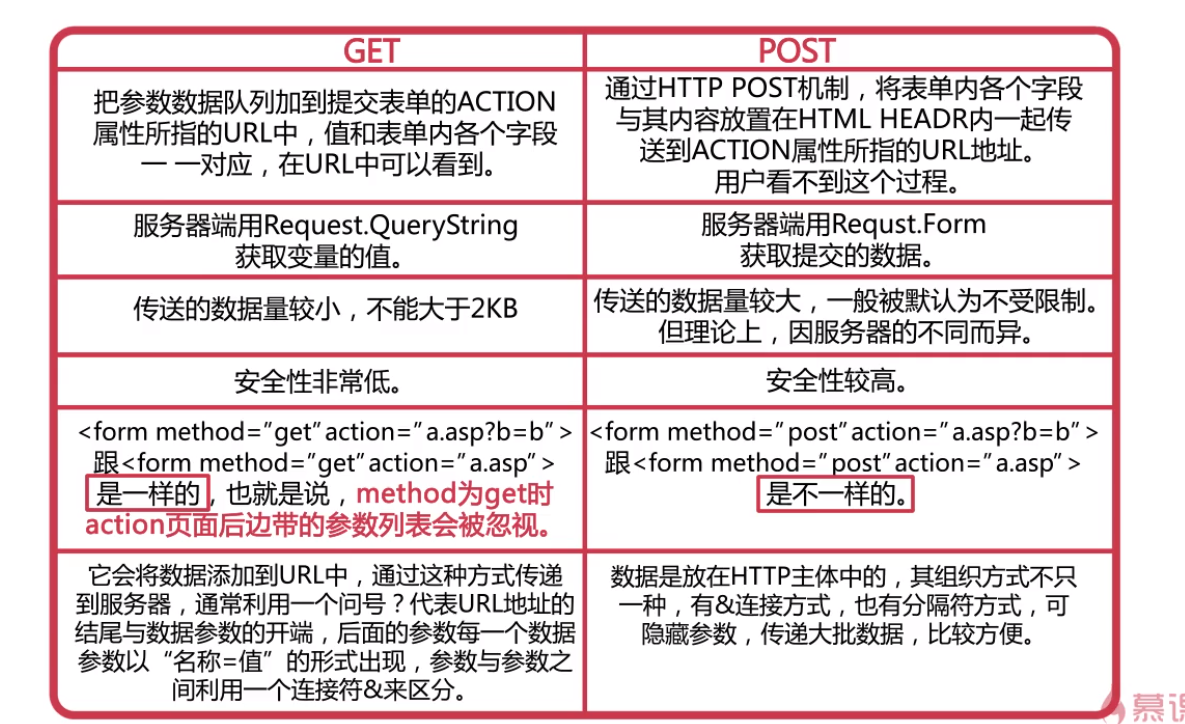 GET
POST
把参数数据队列加到提交表单的ACTION
属性所指的URL中，值和表单内各个字段
一 一对应，在URL中可以看到。
通过HTTP POST机制，将表单内各个字段
与其内容放置在HTML HEADR内一起传
送到ACTION属性所指的URL地址。
用户看不到这个过程。
服务器端用Request.QueryString
获取变量的值。
服务器端用Requst.Form
获取提交的数据。
传送的数据量较小，不能大于2KB
传送的数据量较大，一般被默认为不受限制。
但理论上，因服务器的不同而异。
安全性非常低。
安全性较高。
<form method="get"action="a.asp?b=b">
跟<form method="get"action="a.asp">
是一样的，也就是说，method为get时
action页面后边带的参数列表会被忽视。
<form method="post"action="a.asp?b=b">
跟<form method="post"action="a.asp">
是不一样的。
它会将数据添加到URL中，通过这种方式传递
到服务器，通常利用一个问号？代表URL地址的
结尾与数据参数的开端，后面的参数每一个数据
参数以“名称=值”的形式出现，参数与参数之
间利用一个连接符&来区分。
数据是放在HTTP主体中的，其组织方式不只
一种，有&连接方式，也有分隔符方式，可
隐藏参数，传递大批数据，比较方便。
慕课